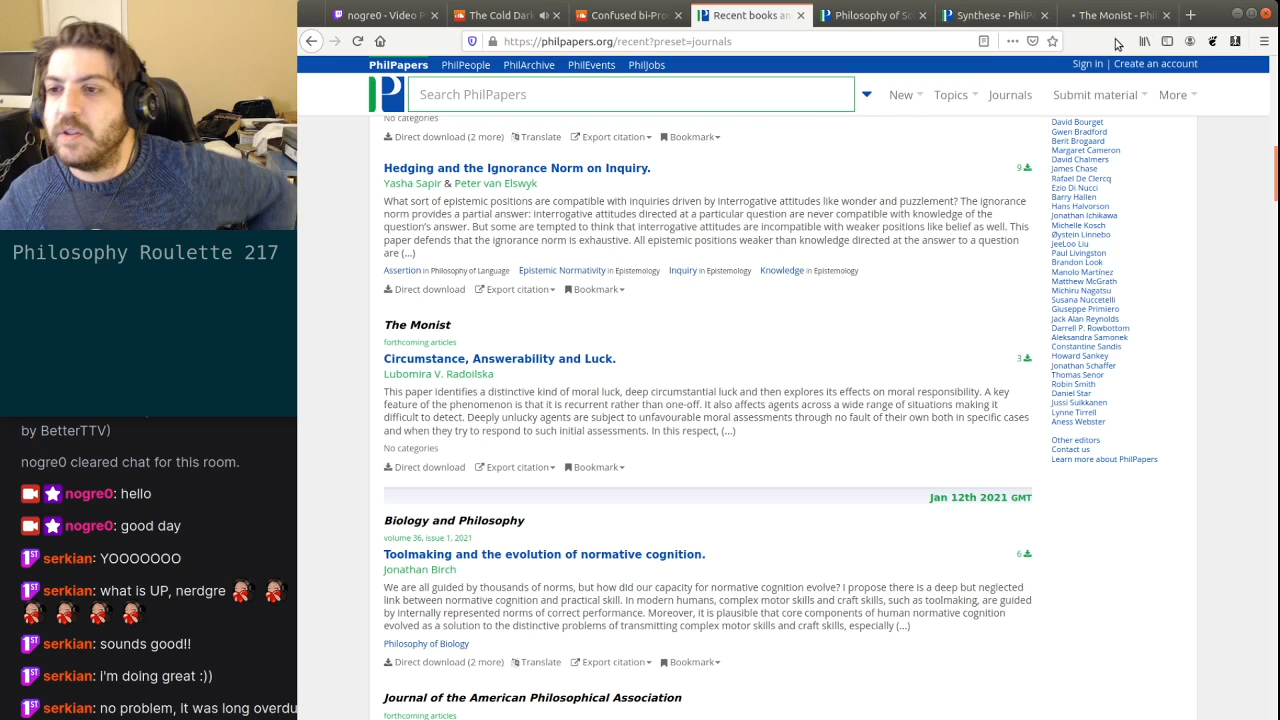 nogre0 - Video P
The Cold Dark
Confused bi-Pro
Recent books an
Philosophy of Sc
Synthese - PhilP
The Monist - Phil
https://philpapers.org/recent?preset=journals
PhilPapers PhilPeople PhilArchive PhilEvents PhilJobs
Sign in | Create an account
Search PhilPapers
New Topics Journals Submit material More
No categories
Direct download (2 more) Translate Export citation Bookmark
Hedging and the Ignorance Norm on Inquiry.
9
Yasha Sapir & Peter van Elswyk
What sort of epistemic positions are compatible with inquiries driven by interrogative attitudes like wonder and puzzlement? The ignorance
norm provides a partial answer: interrogative attitudes directed at a particular question are never compatible with knowledge of the
question's answer. But some are tempted to think that interrogative attitudes are incompatible with weaker positions like belief as well. This
paper defends that the ignorance norm is exhaustive. All epistemic positions weaker than knowledge directed at the answer to a question
are (...)
Assertion in Philosophy of Language Epistemic Normativity in Epistemology Inquiry in Epistemology Knowledge in Epistemology
Direct download Export citation Bookmark
The Monist
forthcoming articles
Circumstance, Answerability and Luck.
3
Lubomira V. Radoilska
This paper identifies a distinctive kind of moral luck, deep circumstantial luck and then explores its effects on moral responsibility. A key
feature of the phenomenon is that it is recurrent rather than one-off. It also affects agents across a wide range of situations making it
difficult to detect. Deeply unlucky agents are subject to unfavourable moral assessments through no fault of their own both in specific cases
and when they try to respond to such initial assessments. In this respect, (...)
No categories
Direct download Export citation Bookmark
Jan 12th 2021 GMT
Biology and Philosophy
volume 36, issue 1, 2021
Toolmaking and the evolution of normative cognition.
6
Jonathan Birch
We are all guided by thousands of norms, but how did our capacity for normative cognition evolve? I propose there is a deep but neglected
link between normative cognition and practical skill. In modern humans, complex motor skills and craft skills, such as toolmaking, are guided
by internally represented norms of correct performance. Moreover, it is plausible that core components of human normative cognition
evolved as a solution to the distinctive problems of transmitting complex motor skills and craft skills, especially (...)
Philosophy of Biology
Direct download (2 more) Translate Export citation Bookmark
Journal of the American Philosophical Association
forthcoming articles
David Bourget
Gwen Bradford
Berit Brogaard
Margaret Cameron
David Chalmers
James Chase
Rafael De Clercq
Ezio Di Nucci
Barry Hallen
Hans Halvorson
Jonathan Ichikawa
Michelle Kosch
Øystein Linnebo
JeeLoo Liu
Paul Livingston
Brandon Look
Manolo Martínez
Matthew McGrath
Michiru Nagatsu
Susana Nuccetelli
Giuseppe Primiero
Jack Alan Reynolds
Darrell P. Rowbottom
Aleksandra Samonek
Constantine Sandis
Howard Sankey
Jonathan Schaffer
Thomas Senor
Robin Smith
Daniel Star
Jussi Suikkanen
Lynne Tirrell
Aness Webster
Other editors
Contact us
Learn more about PhilPapers
Philosophy Roulette 217
by BetterTTV)
nogre0 cleared chat for this room.
nogre0: hello
nogre0: good day
1ST serkian: YOOOOOOO
1ST serkian: what is UP, nerdgre
1ST serkian: sounds good!!
1ST serkian: i'm doing great :))
1ST serkian: no problem, It was long overdu